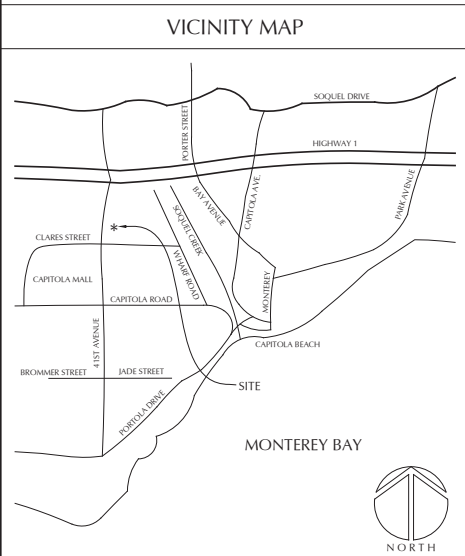 VICINITY MAP
SOQUEL DRIVE
PORTER STREET
HIGHWAY 1
BAY AVENUE
CAPITOLA AVE.
PARK AVENUE
SOQUEL CREEK
*
CLARES STREET
WHARF ROAD
CAPITOLA MALL
MONTEREY
CAPITOLA ROAD
41ST AVENUE
CAPITOLA BEACH
BROMMER STREET
JADE STREET
SITE
PORTOLA DRIVE
MONTEREY BAY
NORTH